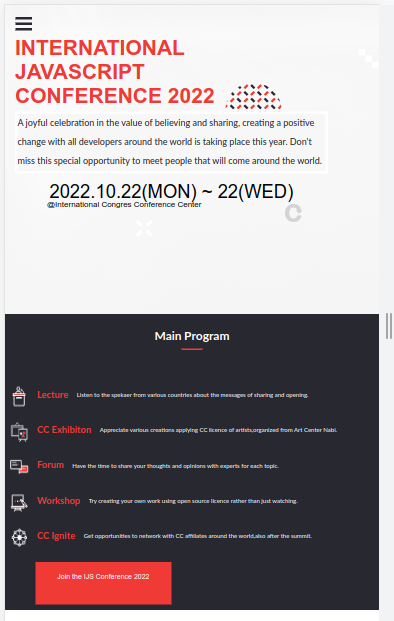 INTERNATIONAL
JAVASCRIPT
CONFERENCE 2022
A joyful celebration in the value of believing and sharing, creating a positive
change with all developers around the world is taking place this year. Don't
miss this special opportunity to meet people that will come around the world.
2022.10.22(MON) ~ 22(WED)
@International Congres Conference Center
C
Main Program
Lecture Listen to the spekaer from various countries about the messages of sharing and opening.
CC Exhibiton Appreciate various creations applying CC licence of artists,organized from Art Center Nabi.
Forum Have the time to share your thoughts and opinions with experts for each topic.
Workshop Try creating your own work using open source licence rather than just watching.
CC Ignite Get opportunities to network with CC affiliates around the world,also after the summit.
Join the IJS Conference 2022